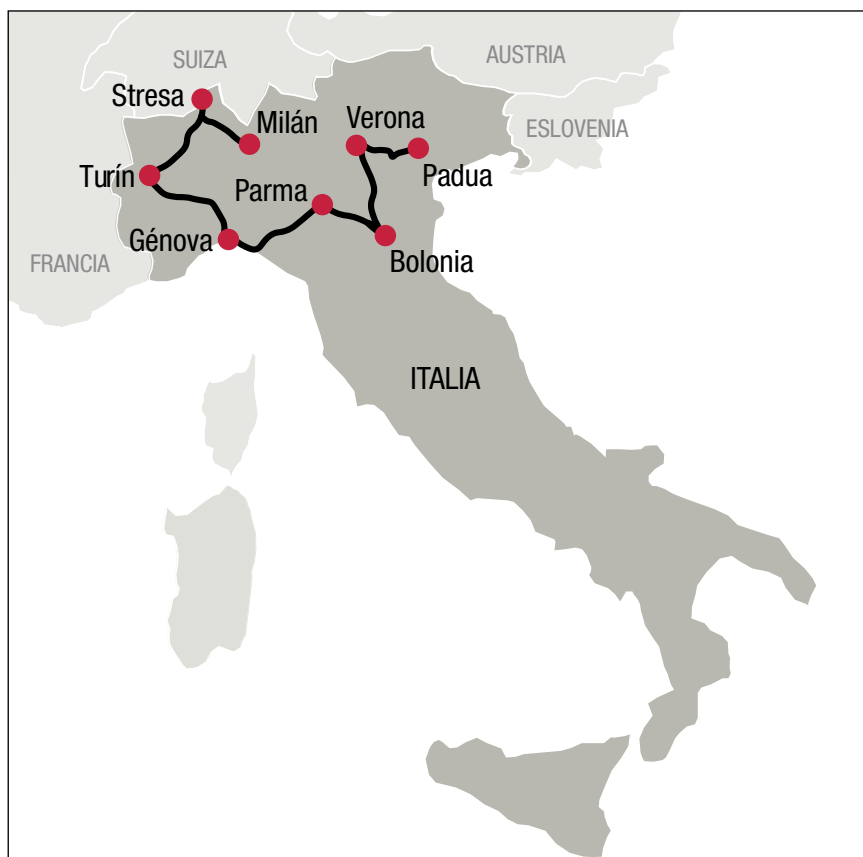 SUIZA
AUSTRIA
Stresa
Milán
Verona
ESLOVENIA
Turín
Parma
Padua
Génova
Bolonia
FRANCIA
ITALIA